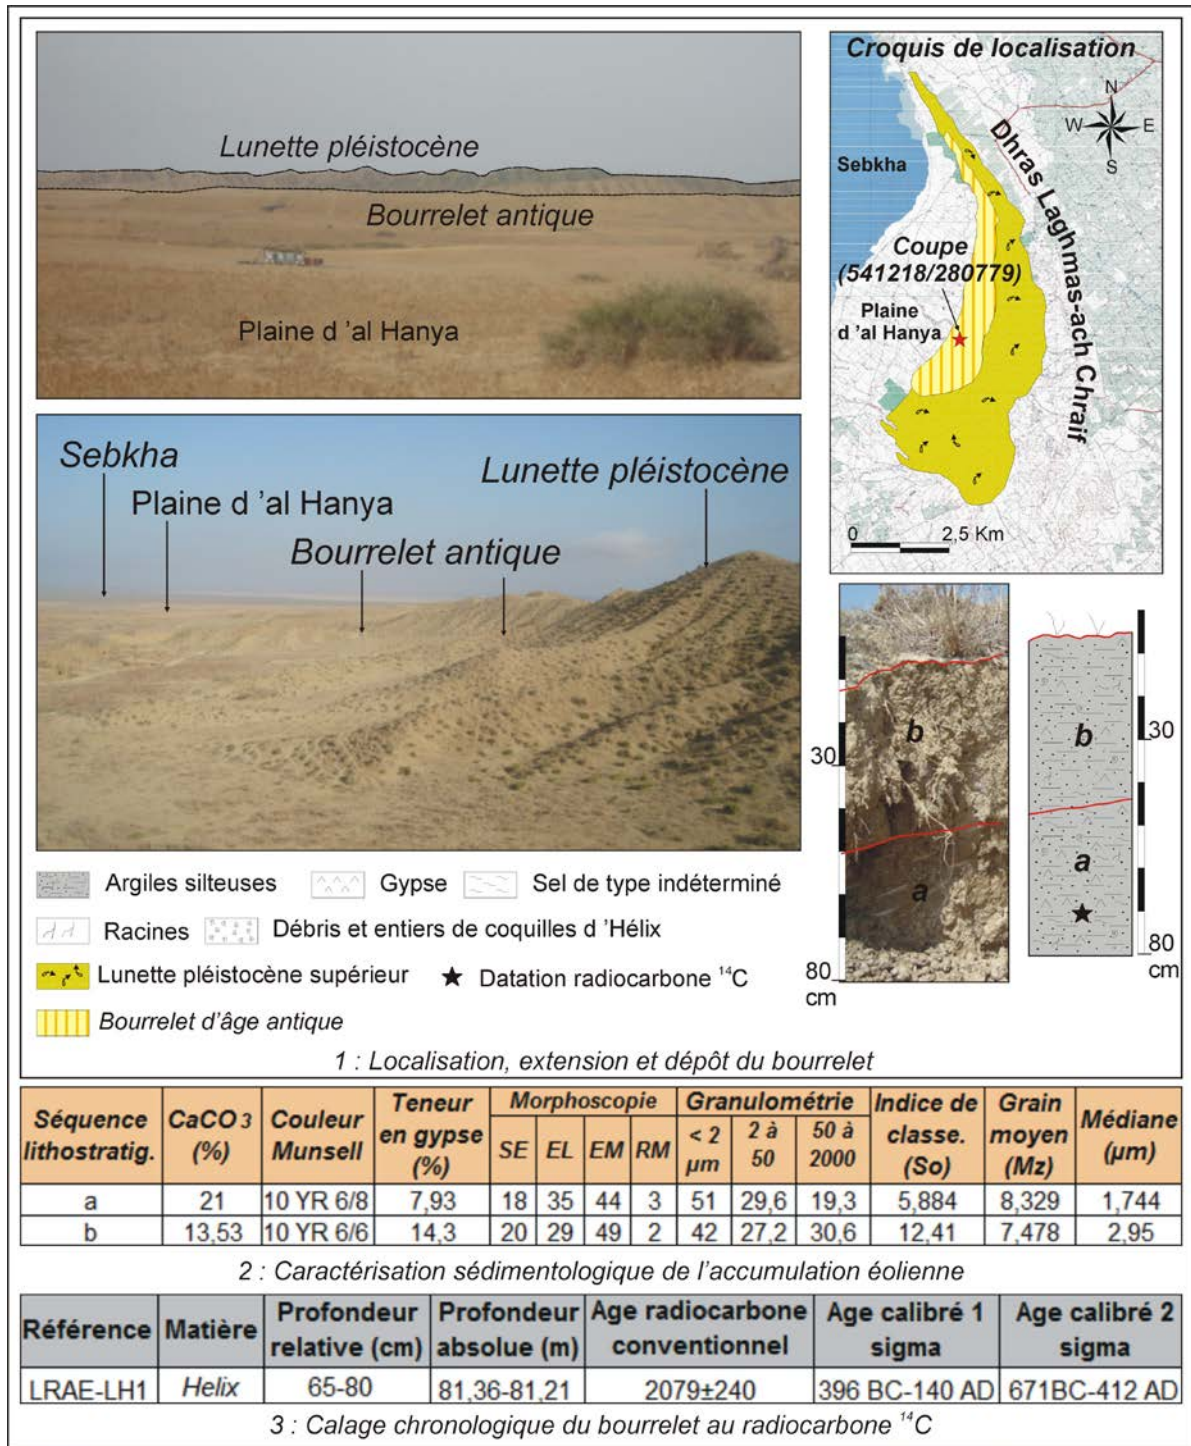 Lunette pléistocène
Bourrelet antique
Plaine d 'al Hanya
Croquis de localisation
N
W E
S
Sebkha
Dhras Laghmas-ach Chraif
Coupe
(541218/280779)
Plaine
d 'al Hanya
0 2,5 Km
Sebkha
Plaine d 'al Hanya
Lunette pléistocène
Bourrelet antique
b
30
a
80
cm
b
30
a
80
cm
Argiles silteuses Gypse Sel de type indéterminé
Racines Débris et entiers de coquilles d 'Hélix
Lunette pléistocène supérieur Datation radiocarbone 14C
Bourrelet d'âge antique
1 : Localisation, extension et dépôt du bourrelet
Séquence lithostratig. CaCO3 (%) Couleur Munsell Teneur en gypse (%) Morphoscopie Granulométrie Indice de classe. (So) Grain moyen (Mz) Médiane (µm)
SE EL EM RM < 2 µm 2 à 50 50 à 2000
a 21 10 YR 6/8 7,93 18 35 44 3 51 29,6 19,3 5,884 8,329 1,744
b 13,53 10 YR 6/6 14,3 20 29 49 2 42 27,2 30,6 12,41 7,478 2,95
2 : Caractérisation sédimentologique de l'accumulation éolienne
Référence Matière Profondeur relative (cm) Profondeur absolue (m) Age radiocarbone conventionnel Age calibré 1 sigma Age calibré 2 sigma
LRAE-LH1 Helix 65-80 81,36-81,21 2079±240 396 BC-140 AD 671BC-412 AD
3 : Calage chronologique du bourrelet au radiocarbone 14C